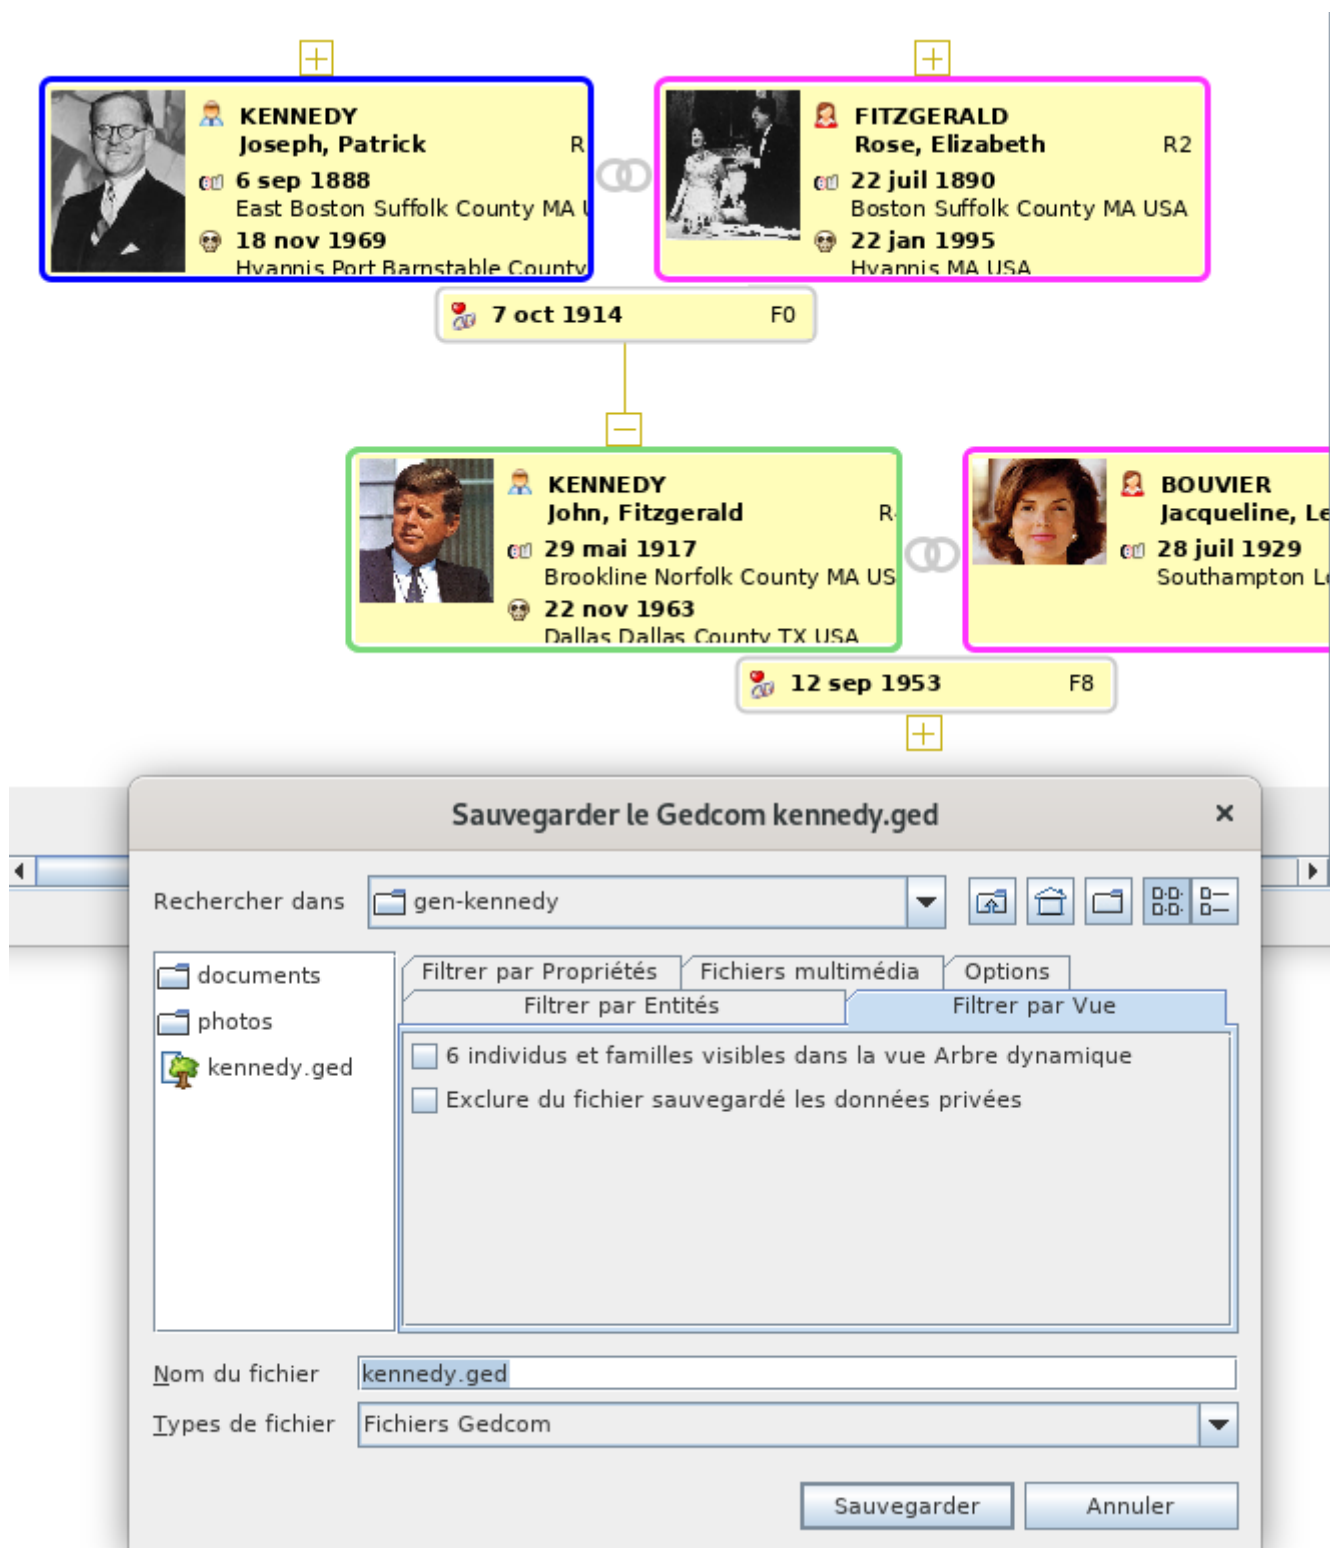 KENNEDY
Joseph, Patrick R
6 sep 1888
East Boston Suffolk County MA
18 nov 1969
Hyannis Port Barnstable County
FITZGERALD
Rose, Elizabeth R2
22 juil 1890
Boston Suffolk County MA USA
22 jan 1995
Hyannis MA USA
7 oct 1914 F0
KENNEDY
John, Fitzgerald R
29 mai 1917
Brookline Norfolk County MA US
22 nov 1963
Dallas Dallas County TX USA
BOUVIER
Jacqueline, Le
28 juil 1929
Southampton L
12 sep 1953 F8
Sauvegarder le Gedcom kennedy.ged
Rechercher dans gen-kennedy
documents
photos
kennedy.ged
Filtrer par Propriétés Fichiers multimédia Options
Filtrer par Entités Filtrer par Vue
6 individus et familles visibles dans la vue Arbre dynamique
Exclure du fichier sauvegardé les données privées
Nom du fichier kennedy.ged
Types de fichier Fichiers Gedcom
Sauvegarder Annuler